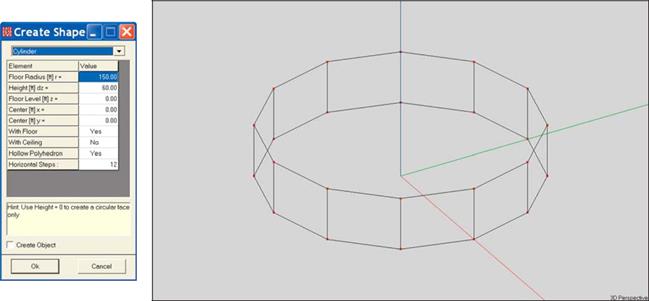 Create Shape
Cylinder
Element Value
Floor Radius [ft] r = 150.00
Height [ft] dz = 60.00
Floor Level [ft] z = 0.00
Center [ft] x = 0.00
Center [ft] y = 0.00
With Floor Yes
With Ceiling No
Hollow Polyhedron Yes
Horizontal Steps : 12
Hint: Use Height = 0 to create a circular face
only
Create Object
Ok Cancel
3D Perspective